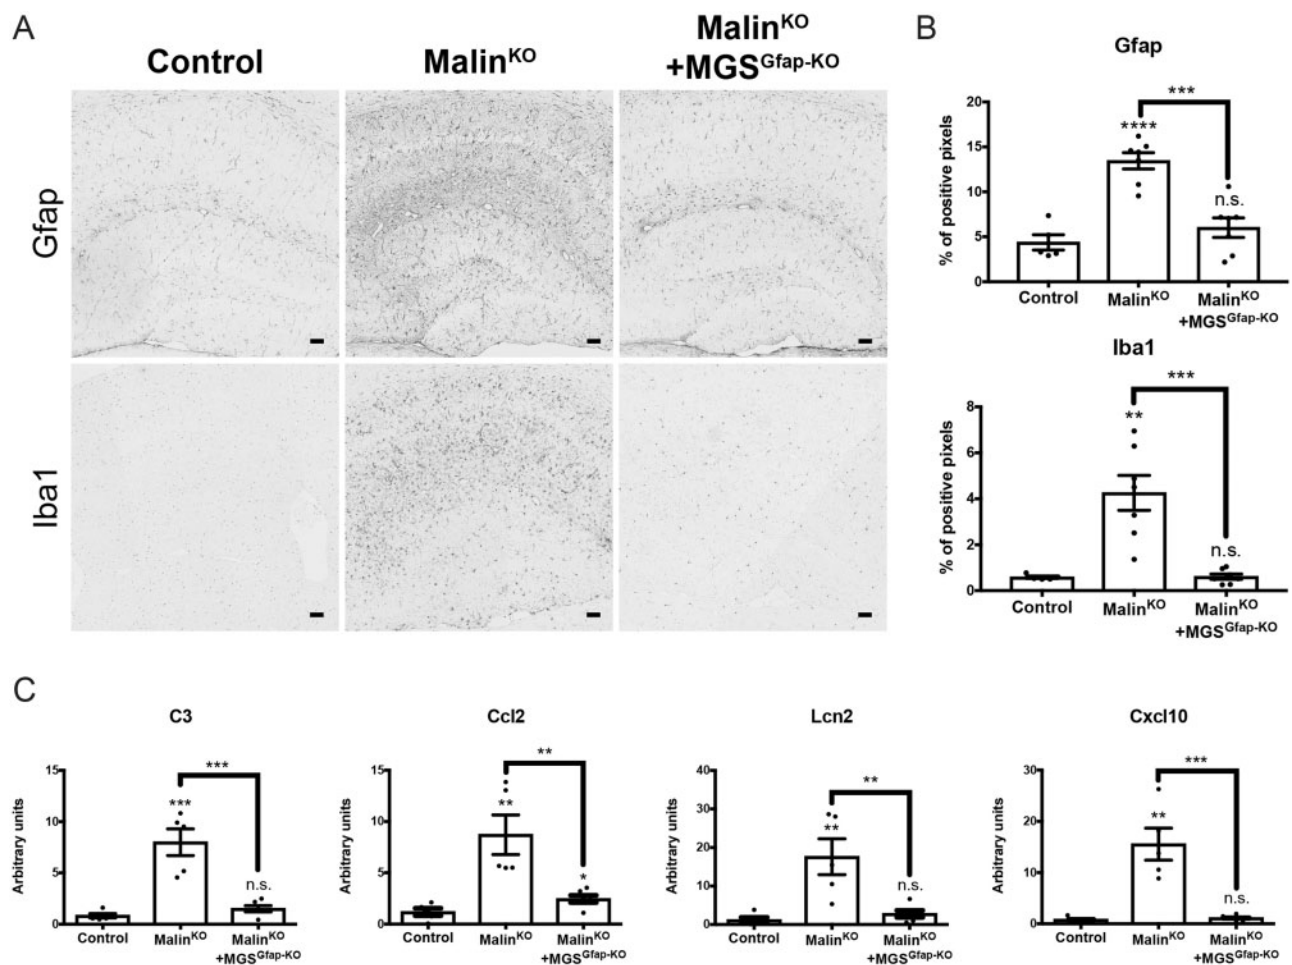 A
Control
Malin^KO
Malin^KO
+MGS^Gfap-KO
Gfap
Iba1
B
Gfap
% of positive pixels
20
15
10
5
0
***
****
n.s.
Control
Malin^KO
Malin^KO
+MGS^Gfap-KO
Iba1
% of positive pixels
8
6
4
2
0
***
**
n.s.
Control
Malin^KO
Malin^KO
+MGS^Gfap-KO
C
C3
Arbitrary units
15
10
5
0
***
***
n.s.
Control
Malin^KO
Malin^KO
+MGS^Gfap-KO
Ccl2
Arbitrary units
15
10
5
0
**
**
*
Control
Malin^KO
Malin^KO
+MGS^Gfap-KO
Lcn2
Arbitrary units
40
30
20
10
0
**
**
n.s.
Control
Malin^KO
Malin^KO
+MGS^Gfap-KO
Cxcl10
Arbitrary units
30
20
10
0
***
**
n.s.
Control
Malin^KO
Malin^KO
+MGS^Gfap-KO